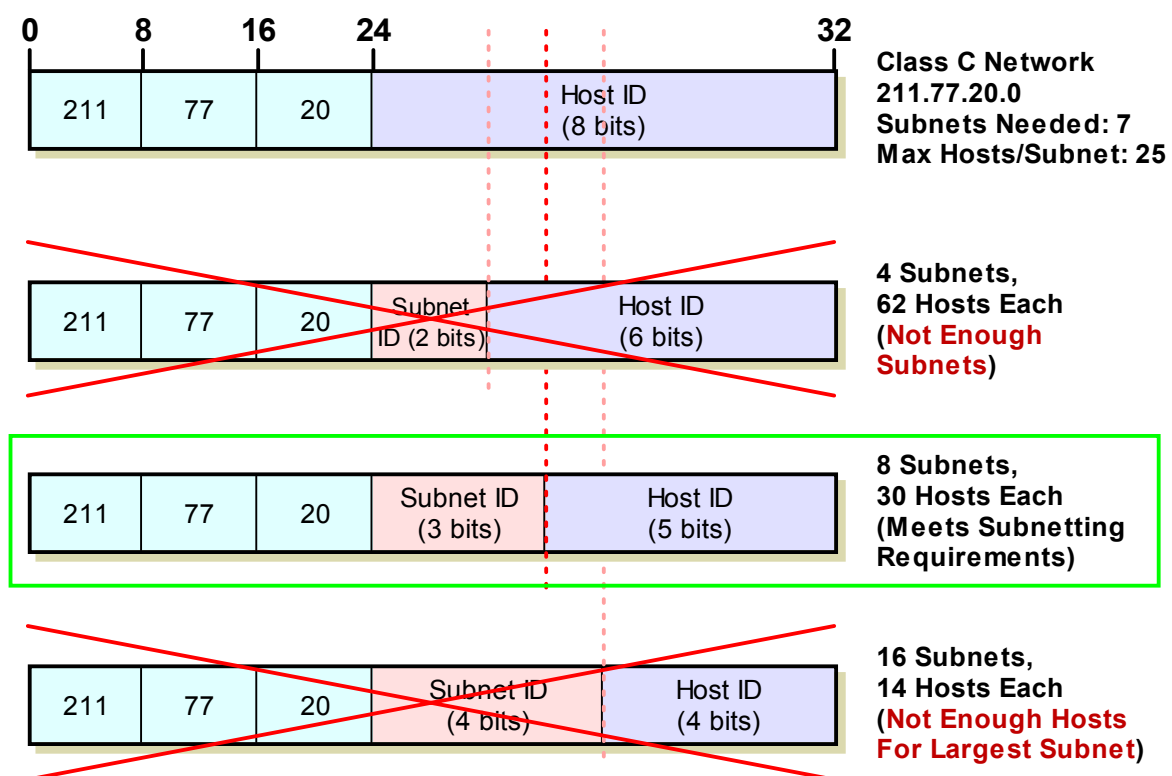 0 8 16 24 32
211 77 20 Host ID
(8 bits)
Class C Network
211.77.20.0
Subnets Needed: 7
Max Hosts/Subnet: 25
211 77 20 Subnet
ID (2 bits)
Host ID
(6 bits)
4 Subnets,
62 Hosts Each
(Not Enough
Subnets)
211 77 20 Subnet ID
(3 bits)
Host ID
(5 bits)
8 Subnets,
30 Hosts Each
(Meets Subnetting
Requirements)
211 77 20 Subnet ID
(4 bits)
Host ID
(4 bits)
16 Subnets,
14 Hosts Each
(Not Enough Hosts
For Largest Subnet)